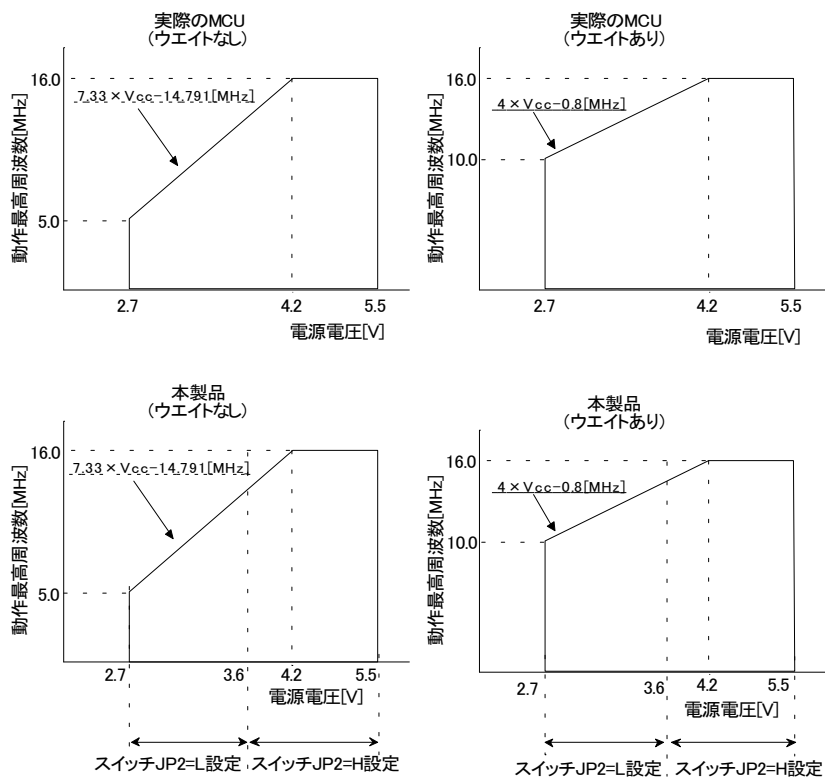 実際のMCU
(ウエイトなし)
動作最高周波数[MHz]
16.0
7.33×Vcc-14.791[MHz]
5.0
2.7
4.2
5.5
電源電圧[V]
実際のMCU
(ウエイトあり)
動作最高周波数[MHz]
16.0
4×Vcc-0.8[MHz]
10.0
2.7
4.2
5.5
電源電圧[V]
本製品
(ウエイトなし)
動作最高周波数[MHz]
16.0
7.33×Vcc-14.791[MHz]
5.0
2.7
3.6
4.2
5.5
電源電圧[V]
スイッチJP2=L設定
スイッチJP2=H設定
本製品
(ウエイトあり)
動作最高周波数[MHz]
16.0
4×Vcc-0.8[MHz]
10.0
2.7
3.6
4.2
5.5
電源電圧[V]
スイッチJP2=L設定
スイッチJP2=H設定